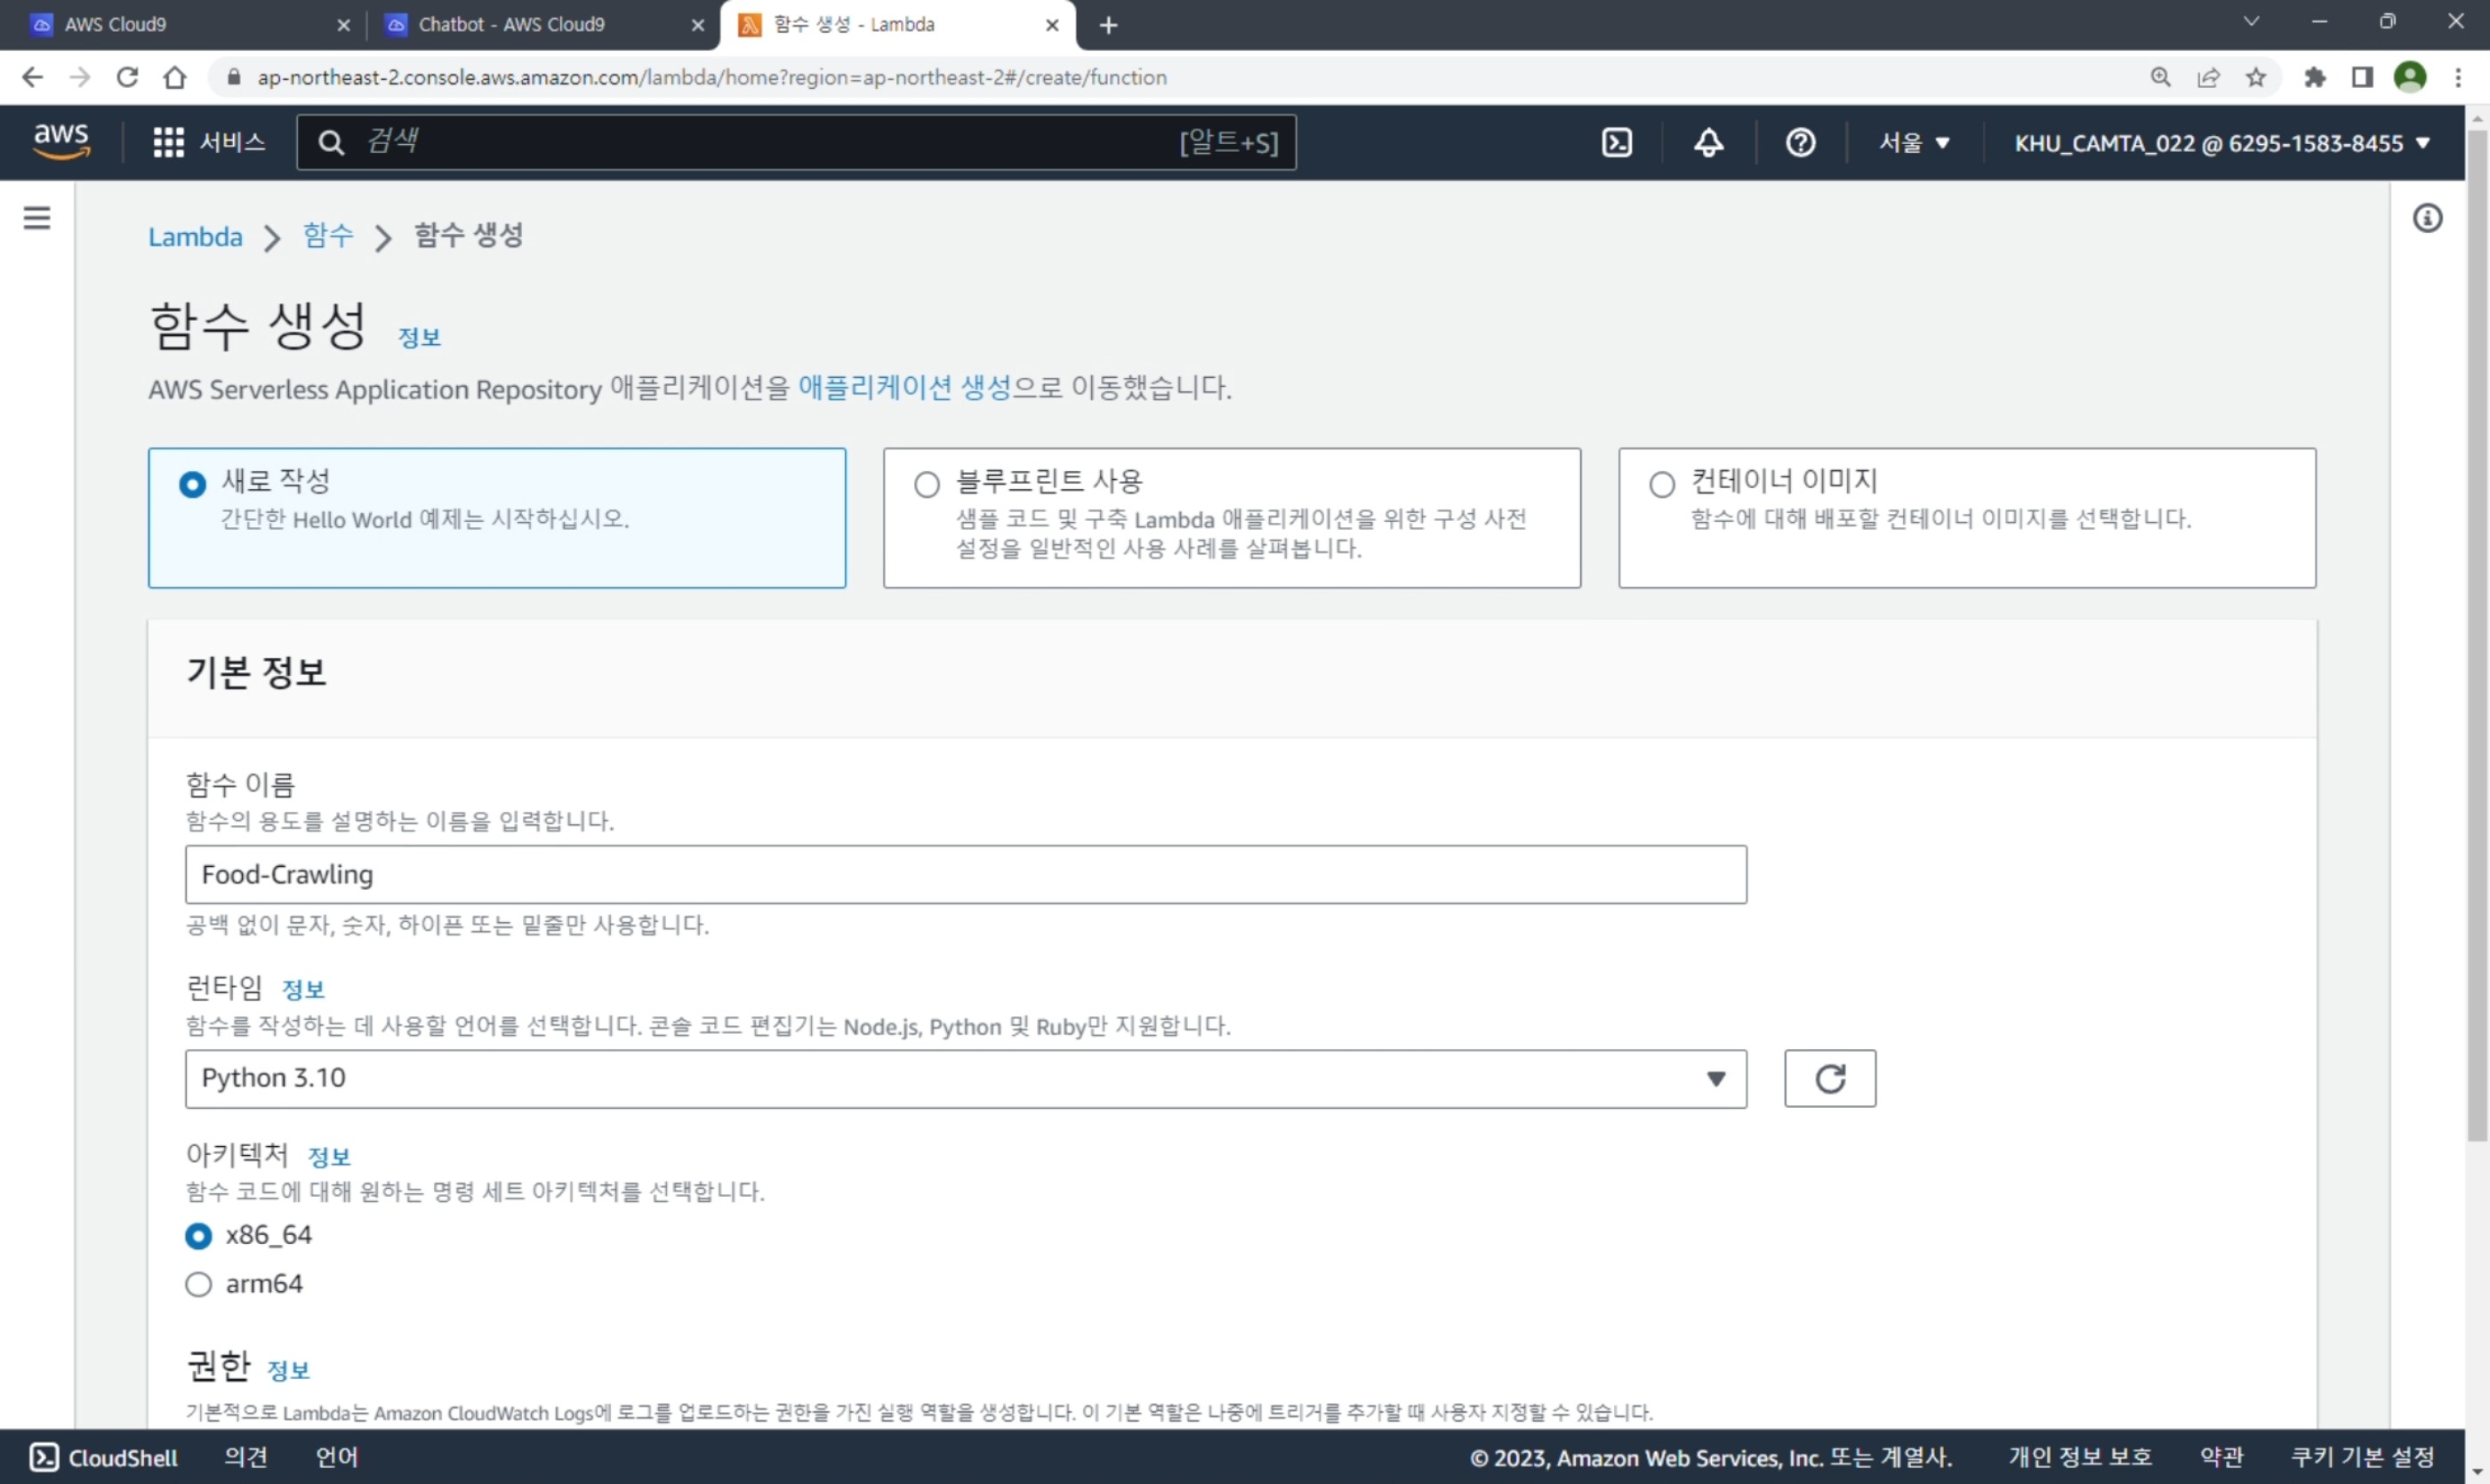 AWS Cloud9
Chatbot - AWS Cloud9
함수 생성 - Lambda
ap-northeast-2.console.aws.amazon.com/lambda/home?region=ap-northeast-2#/create/function
aws
서비스
검색
[알트+S]
서울
KHU_CAMTA_022 @ 6295-1583-8455
Lambda
함수
함수 생성
함수 생성 정보
AWS Serverless Application Repository 애플리케이션을 애플리케이션 생성으로 이동했습니다.
새로 작성
간단한 Hello World 예제는 시작하십시오.
블루프린트 사용
샘플 코드 및 구축 Lambda 애플리케이션을 위한 구성 사전
설정을 일반적인 사용 사례를 살펴봅니다.
컨테이너 이미지
함수에 대해 배포할 컨테이너 이미지를 선택합니다.
기본 정보
함수 이름
함수의 용도를 설명하는 이름을 입력합니다.
Food-Crawling
공백 없이 문자, 숫자, 하이픈 또는 밑줄만 사용합니다.
런타임 정보
함수를 작성하는 데 사용할 언어를 선택합니다. 콘솔 코드 편집기는 Node.js, Python 및 Ruby만 지원합니다.
Python 3.10
아키텍처 정보
함수 코드에 대해 원하는 명령 세트 아키텍처를 선택합니다.
x86_64
arm64
권한 정보
기본적으로 Lambda는 Amazon CloudWatch Logs에 로그를 업로드하는 권한을 가진 실행 역할을 생성합니다. 이 기본 역할은 나중에 트리거를 추가할 때 사용자 지정할 수 있습니다.
CloudShell
의견
언어
© 2023, Amazon Web Services, Inc. 또는 계열사.
개인 정보 보호
약관
쿠키 기본 설정